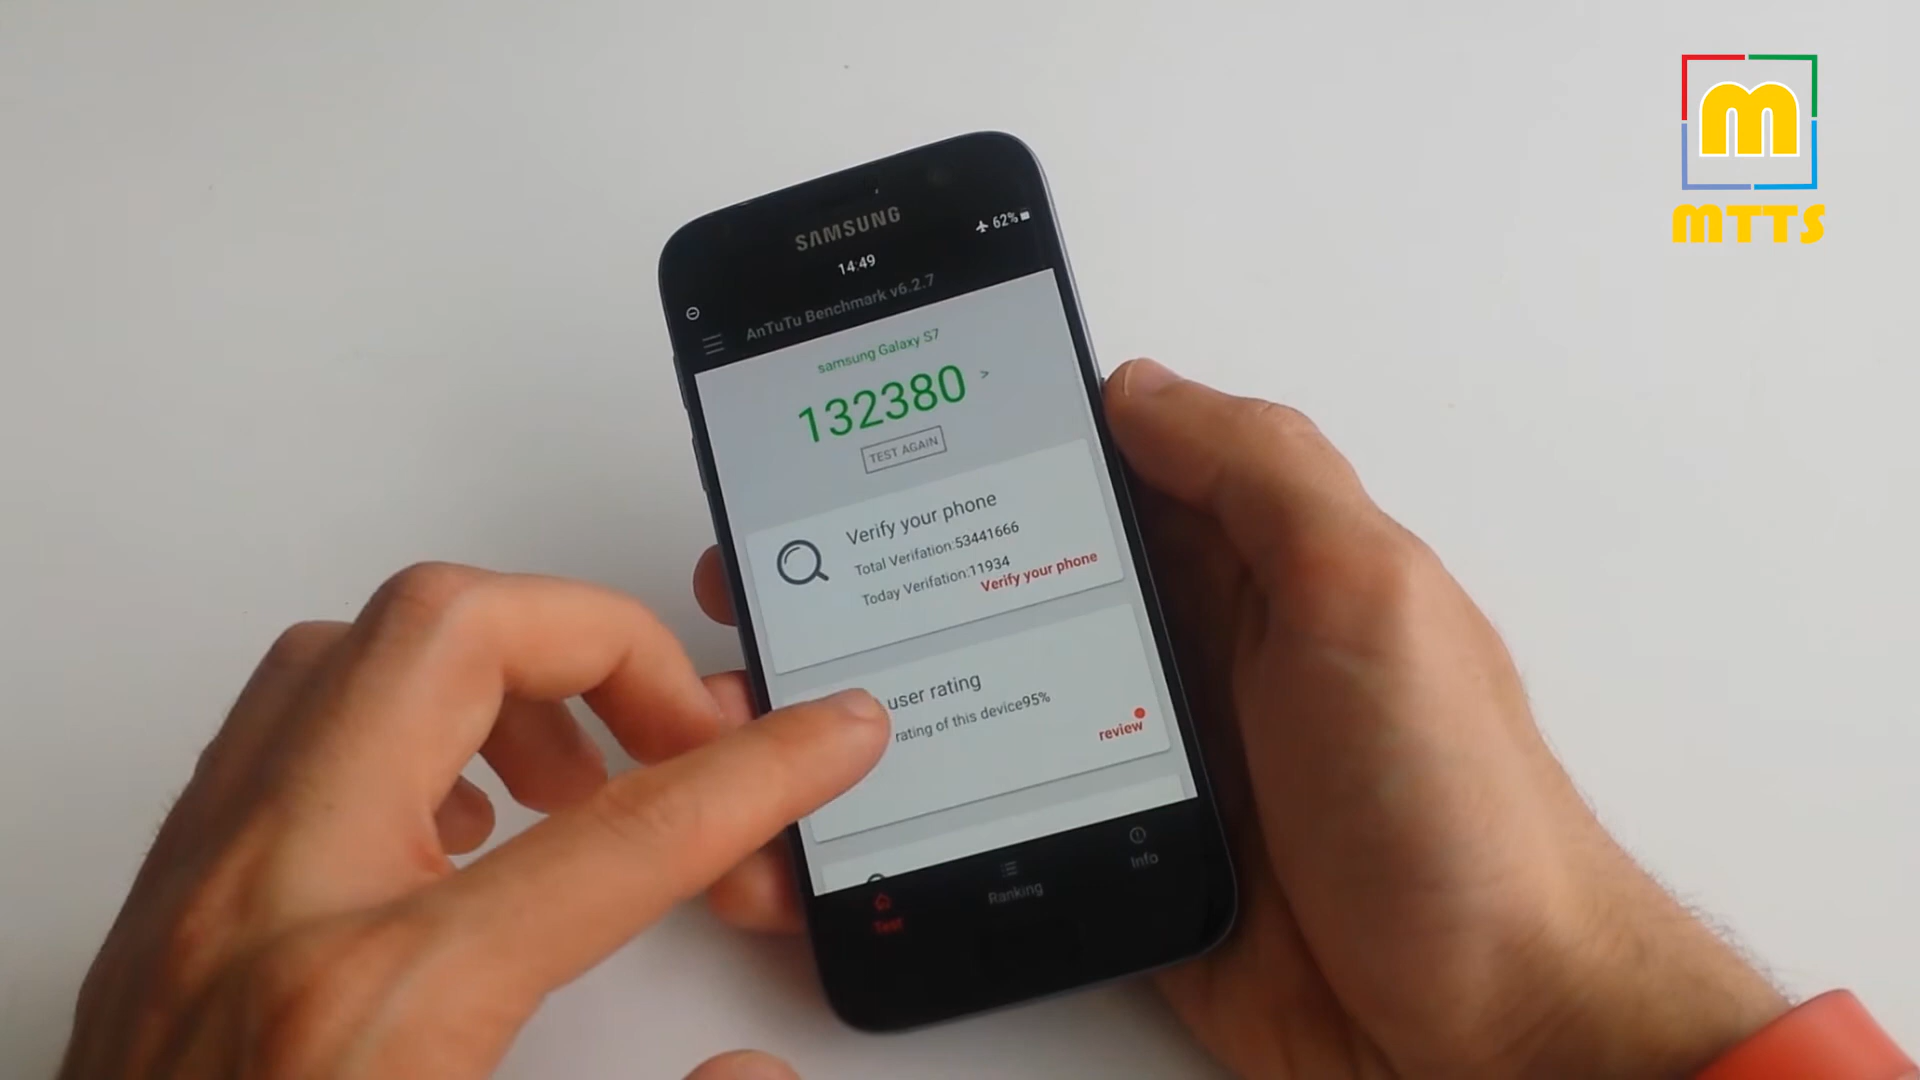 m
MTTS
SAMSUNG
62%
14:49
AnTuTu Benchmark v6.2.7
samsung Galaxy S7
132380 >
TEST AGAIN
Verify your phone
Total Verifation:53441666
Today Verifation:11934
Verify your phone
user rating
rating of this device95%
review
Test
Ranking
Info